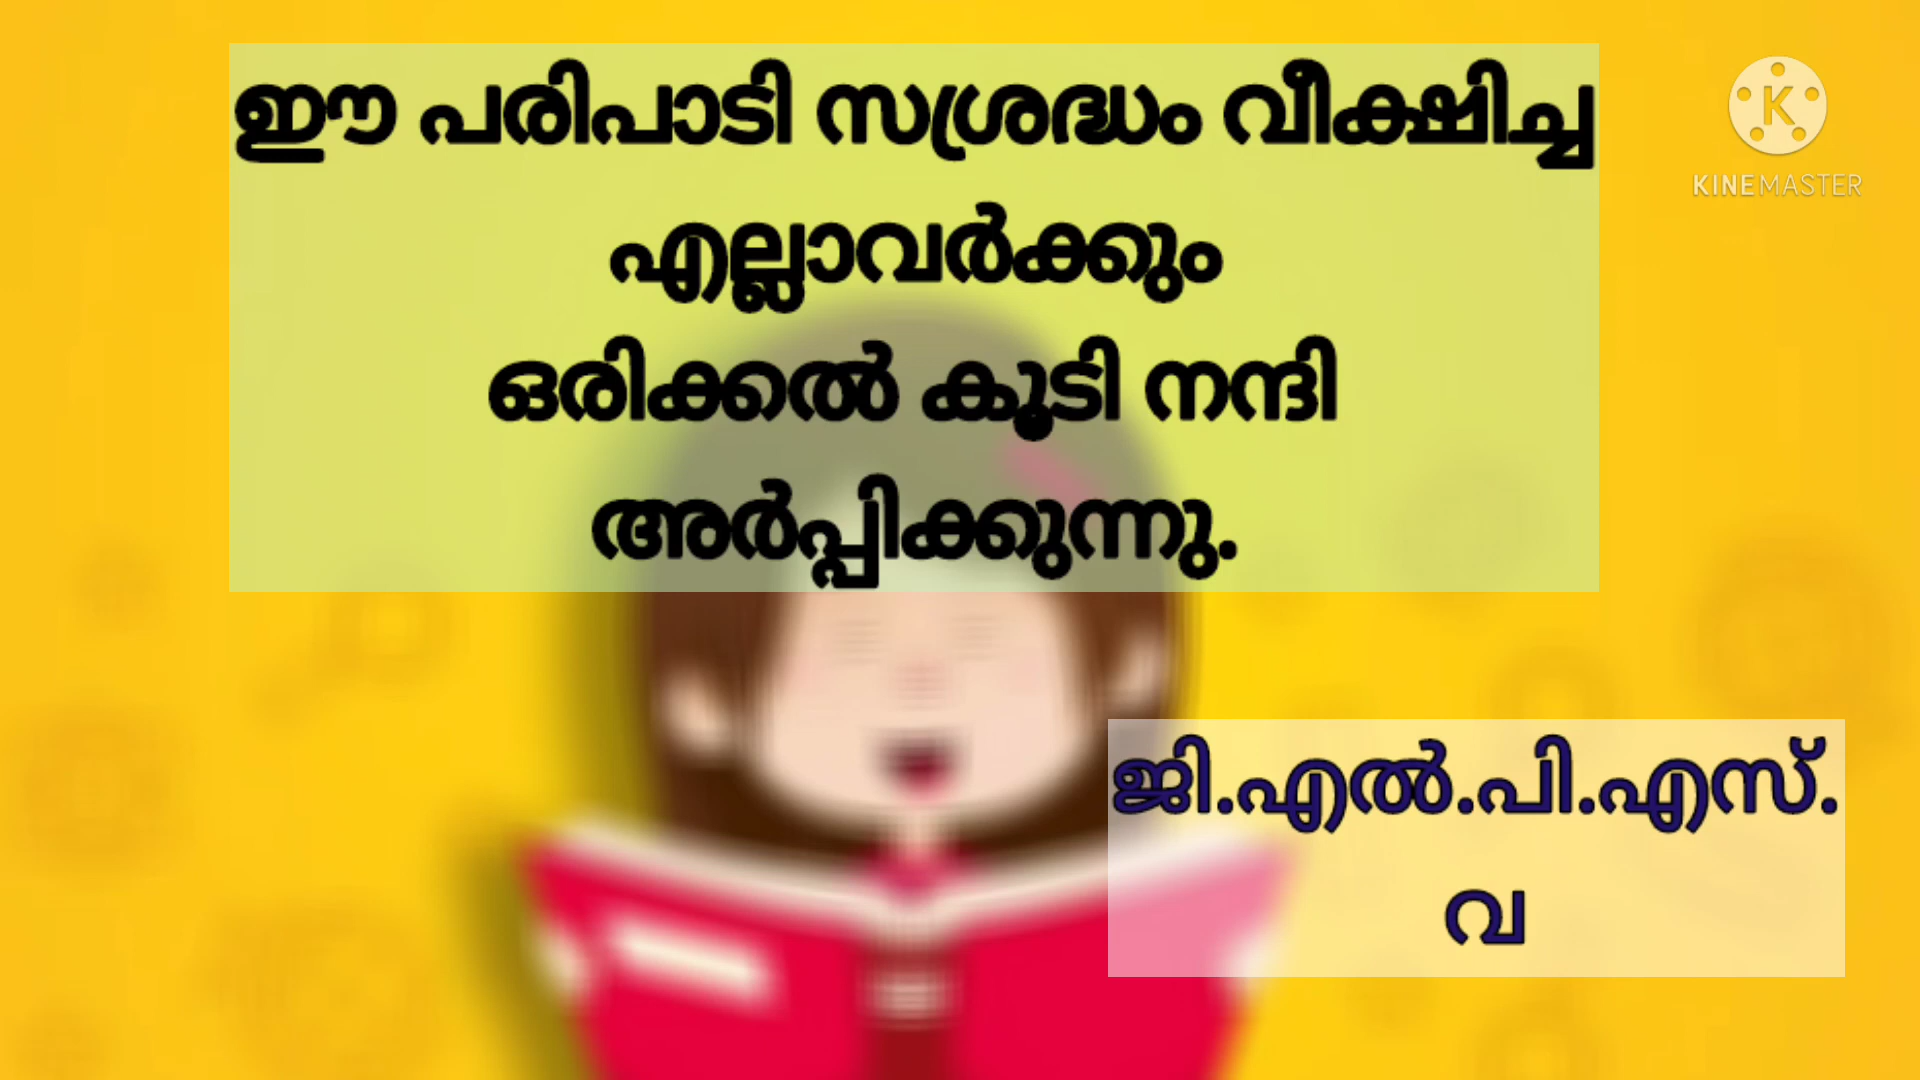 ഈ പരിപാടി സശ്രദ്ധം വീക്ഷിച്ച
എല്ലാവർക്കും
ഒരിക്കൽ കൂടി നന്ദി
അർപ്പിക്കുന്നു.
KINEMASTER
ജി.എൽ.പി.എസ്.
വ